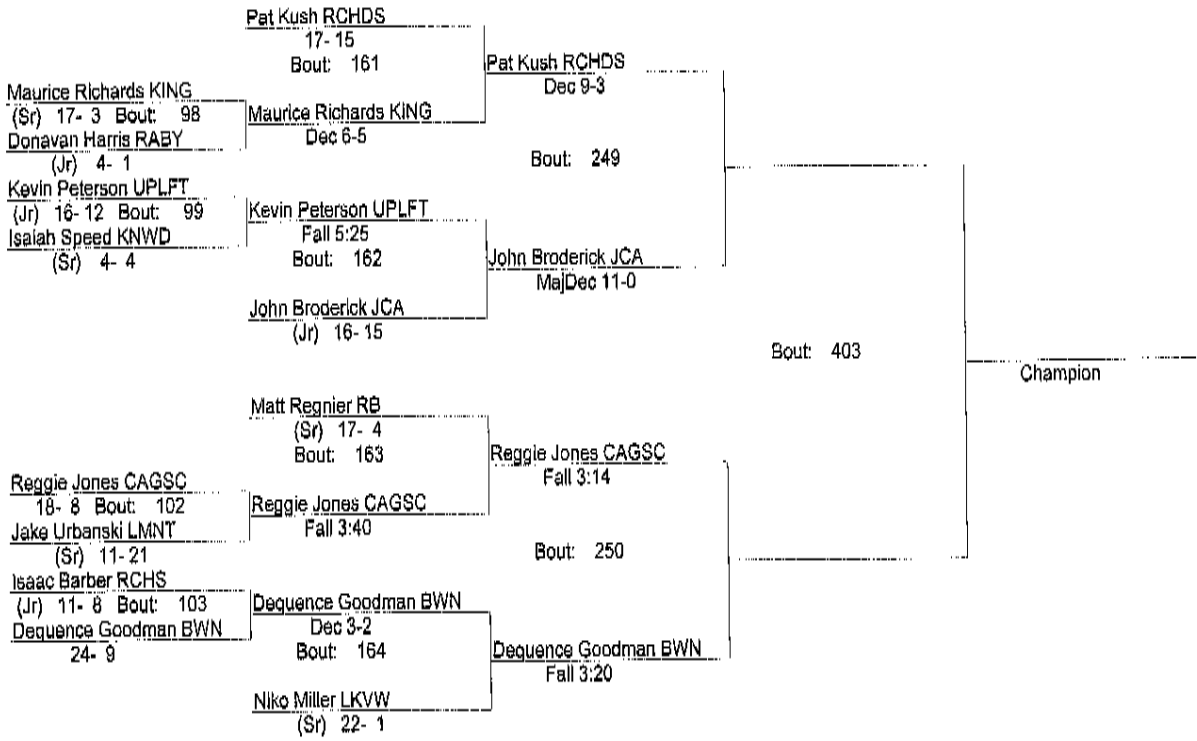 Pat Kush RCHDS
17- 15
Bout: 161
Pat Kush RCHDS
Dec 9-3
Maurice Richards KING
(Sr) 17- 3 Bout: 98
Maurice Richards KING
Dec 6-5
Donavan Harris RABY
(Jr) 4- 1
Bout: 249
Kevin Peterson UPLFT
(Jr) 16- 12 Bout: 99
Kevin Peterson UPLFT
Fall 5:25
Isaiah Speed KNWD
(Sr) 4- 4
Bout: 162
John Broderick JCA
MajDec 11-0
John Broderick JCA
(Jr) 16- 15
Bout: 403
Champion
Matt Regnier RB
(Sr) 17- 4
Bout: 163
Reggie Jones CAGSC
Fall 3:14
Reggie Jones CAGSC
18- 8 Bout: 102
Reggie Jones CAGSC
Fall 3:40
Jake Urbanski LMNT
(Sr) 11- 21
Bout: 250
Isaac Barber RCHS
(Jr) 11- 8 Bout: 103
Dequence Goodman BWN
Dec 3-2
Dequence Goodman BWN
24- 9
Bout: 164
Dequence Goodman BWN
Fall 3:20
Niko Miller LKVW
(Sr) 22- 1